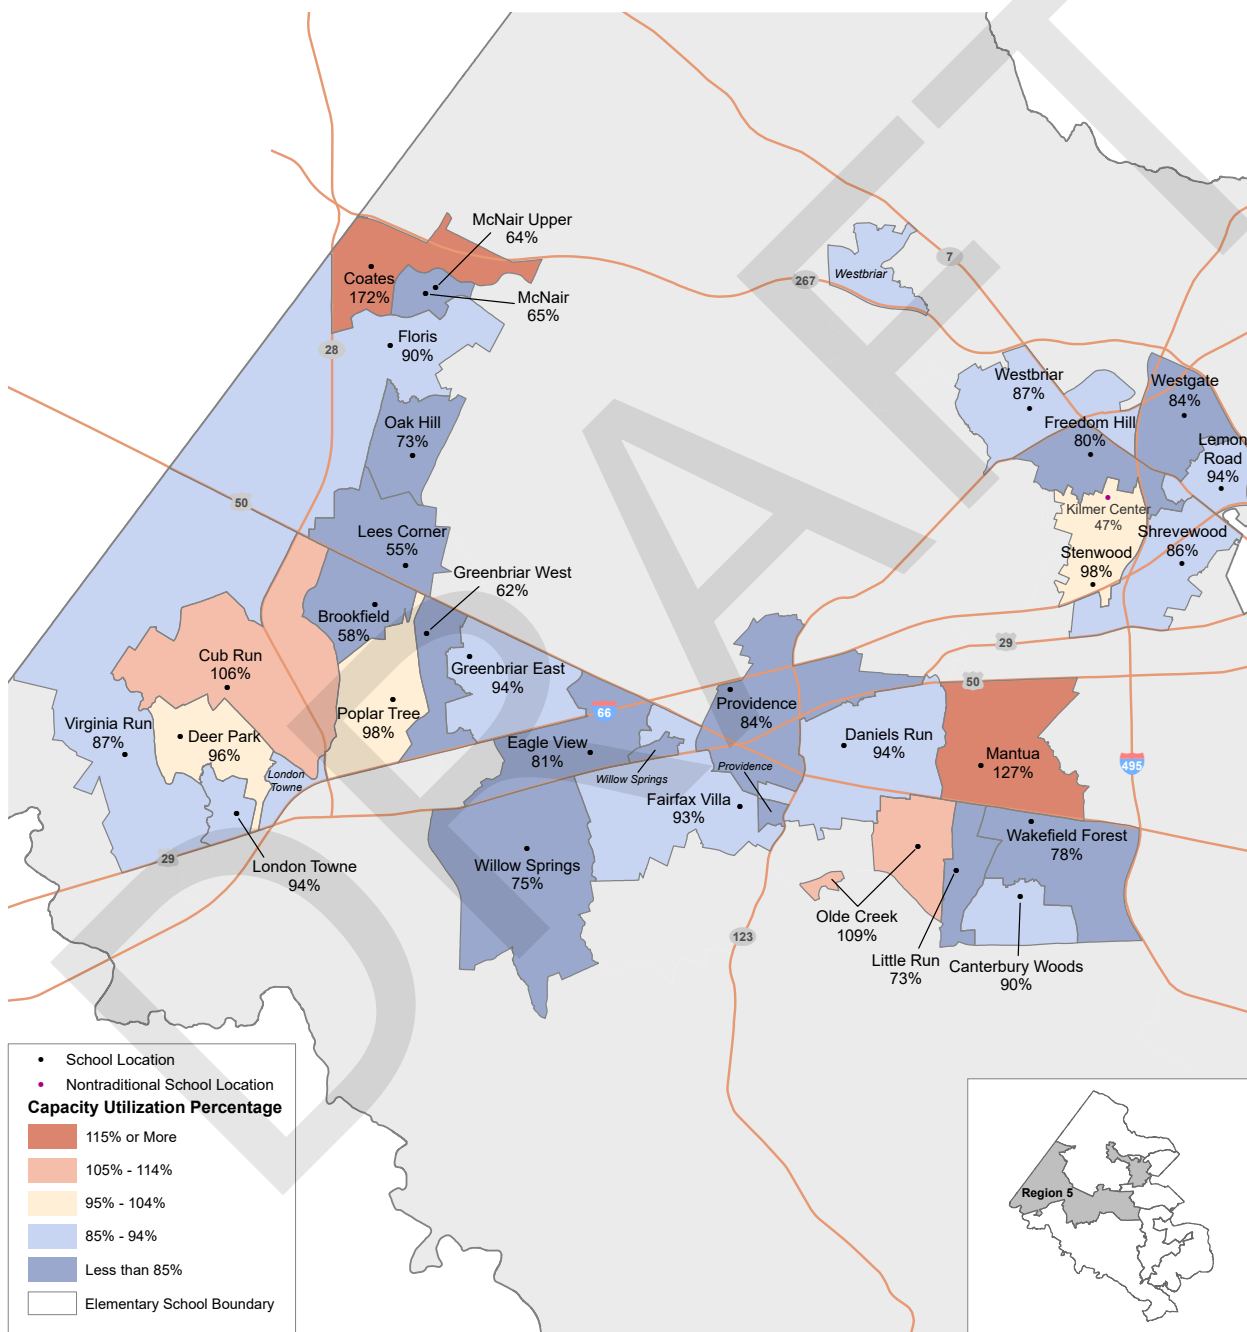 McNair Upper
64%
Coates
172%
McNair
65%
Floris
90%
28
267
7
Westbriar
Westbriar
87%
Westgate
84%
Freedom Hill
80%
Lemon
Road
94%
Oak Hill
73%
50
Kilmer Center
47%
Shrevewood
86%
Stenwood
98%
Lees Corner
55%
Greenbriar West
62%
Brookfield
58%
29
Cub Run
106%
Greenbriar East
94%
50
Poplar Tree
98%
66
Providence
84%
Virginia Run
87%
Deer Park
96%
Eagle View
81%
Daniels Run
94%
Mantua
127%
495
London
Towne
Willow Springs
Providence
Fairfax Villa
93%
Wakefield Forest
78%
29
London Towne
94%
Willow Springs
75%
Olde Creek
109%
123
Little Run
73%
Canterbury Woods
90%
DRAFT
School Location
Nontraditional School Location
Capacity Utilization Percentage
115% or More
105% - 114%
95% - 104%
85% - 94%
Less than 85%
Elementary School Boundary
Region 5